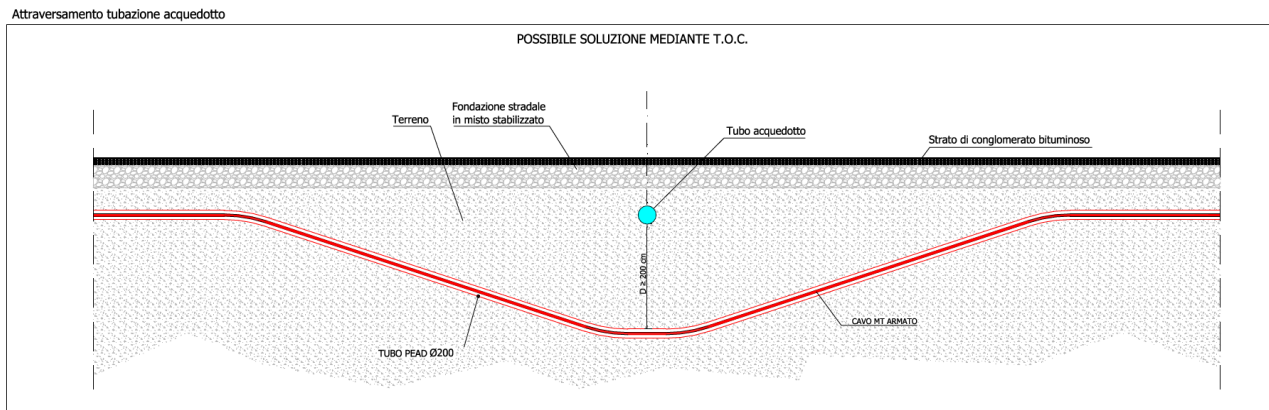 Attraversamento tubazione acquedotto
POSSIBILE SOLUZIONE MEDIANTE T.O.C.
Fondazione stradale
in misto stabilizzato
Terreno
Tubo acquedotto
Strato di conglomerato bituminoso
D ≥ 200 cm
CAVO MT ARMATO
TUBO PEAD Ø200